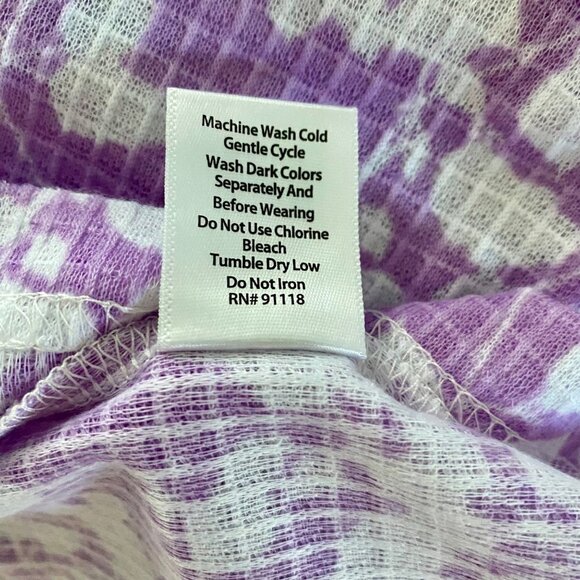 Machine Wash Cold
Gentle Cycle
Wash Dark Colors
Separately And
Before Wearing
Do Not Use Chlorine
Bleach
Tumble Dry Low
Do Not Iron
RN# 91118